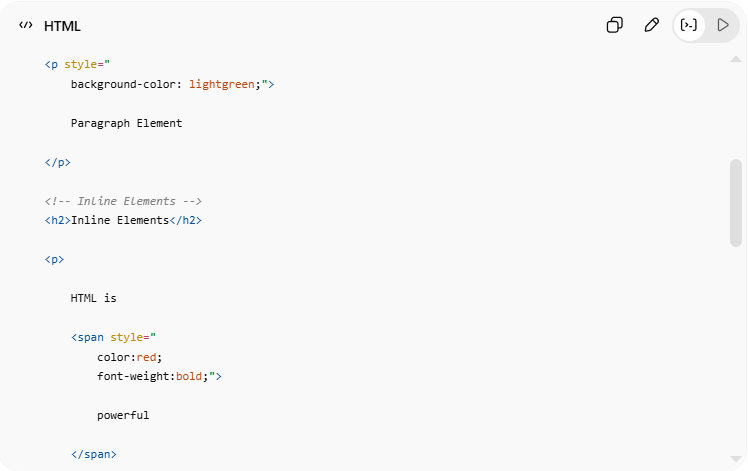 HTML
<p style="
background-color: lightgreen;">
Paragraph Element
</p>
<!-- Inline Elements -->
<h2>Inline Elements</h2>
<p>
HTML is
<span style="
color:red;
font-weight:bold;">
powerful
</span>